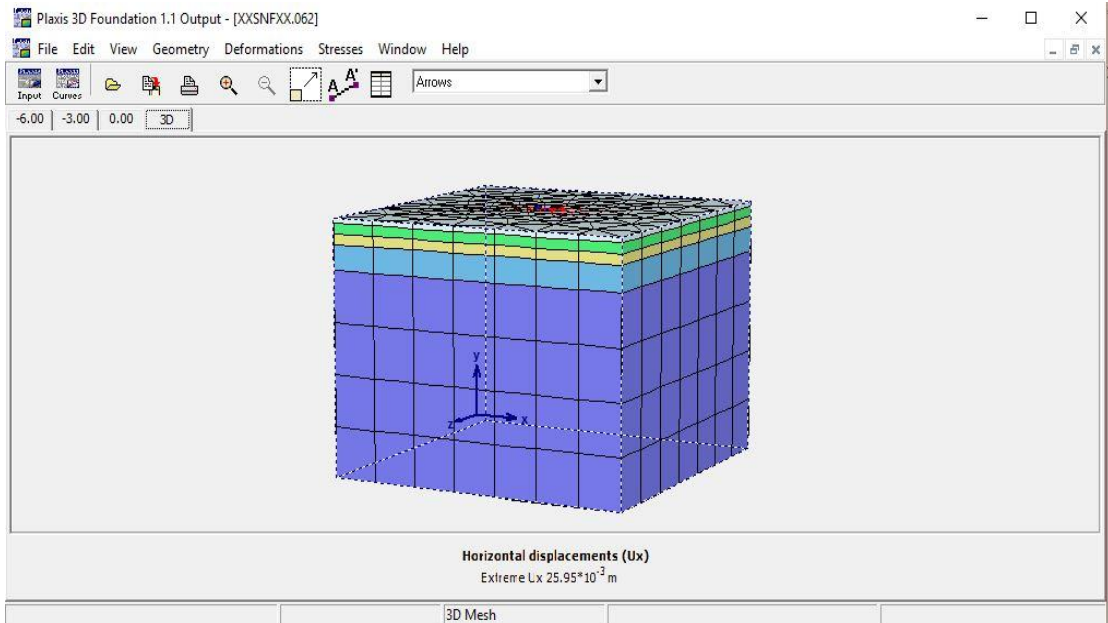 Plaxis 3D Foundation 1.1 Output - [XXSNFXX.062]
File Edit View Geometry Deformations Stresses Window Help
Input Curves A A' Arrows
-6.00 -3.00 0.00 3D
y
z x
Horizontal displacements (Ux)
Extreme Ux 25.95*10-3 m
3D Mesh